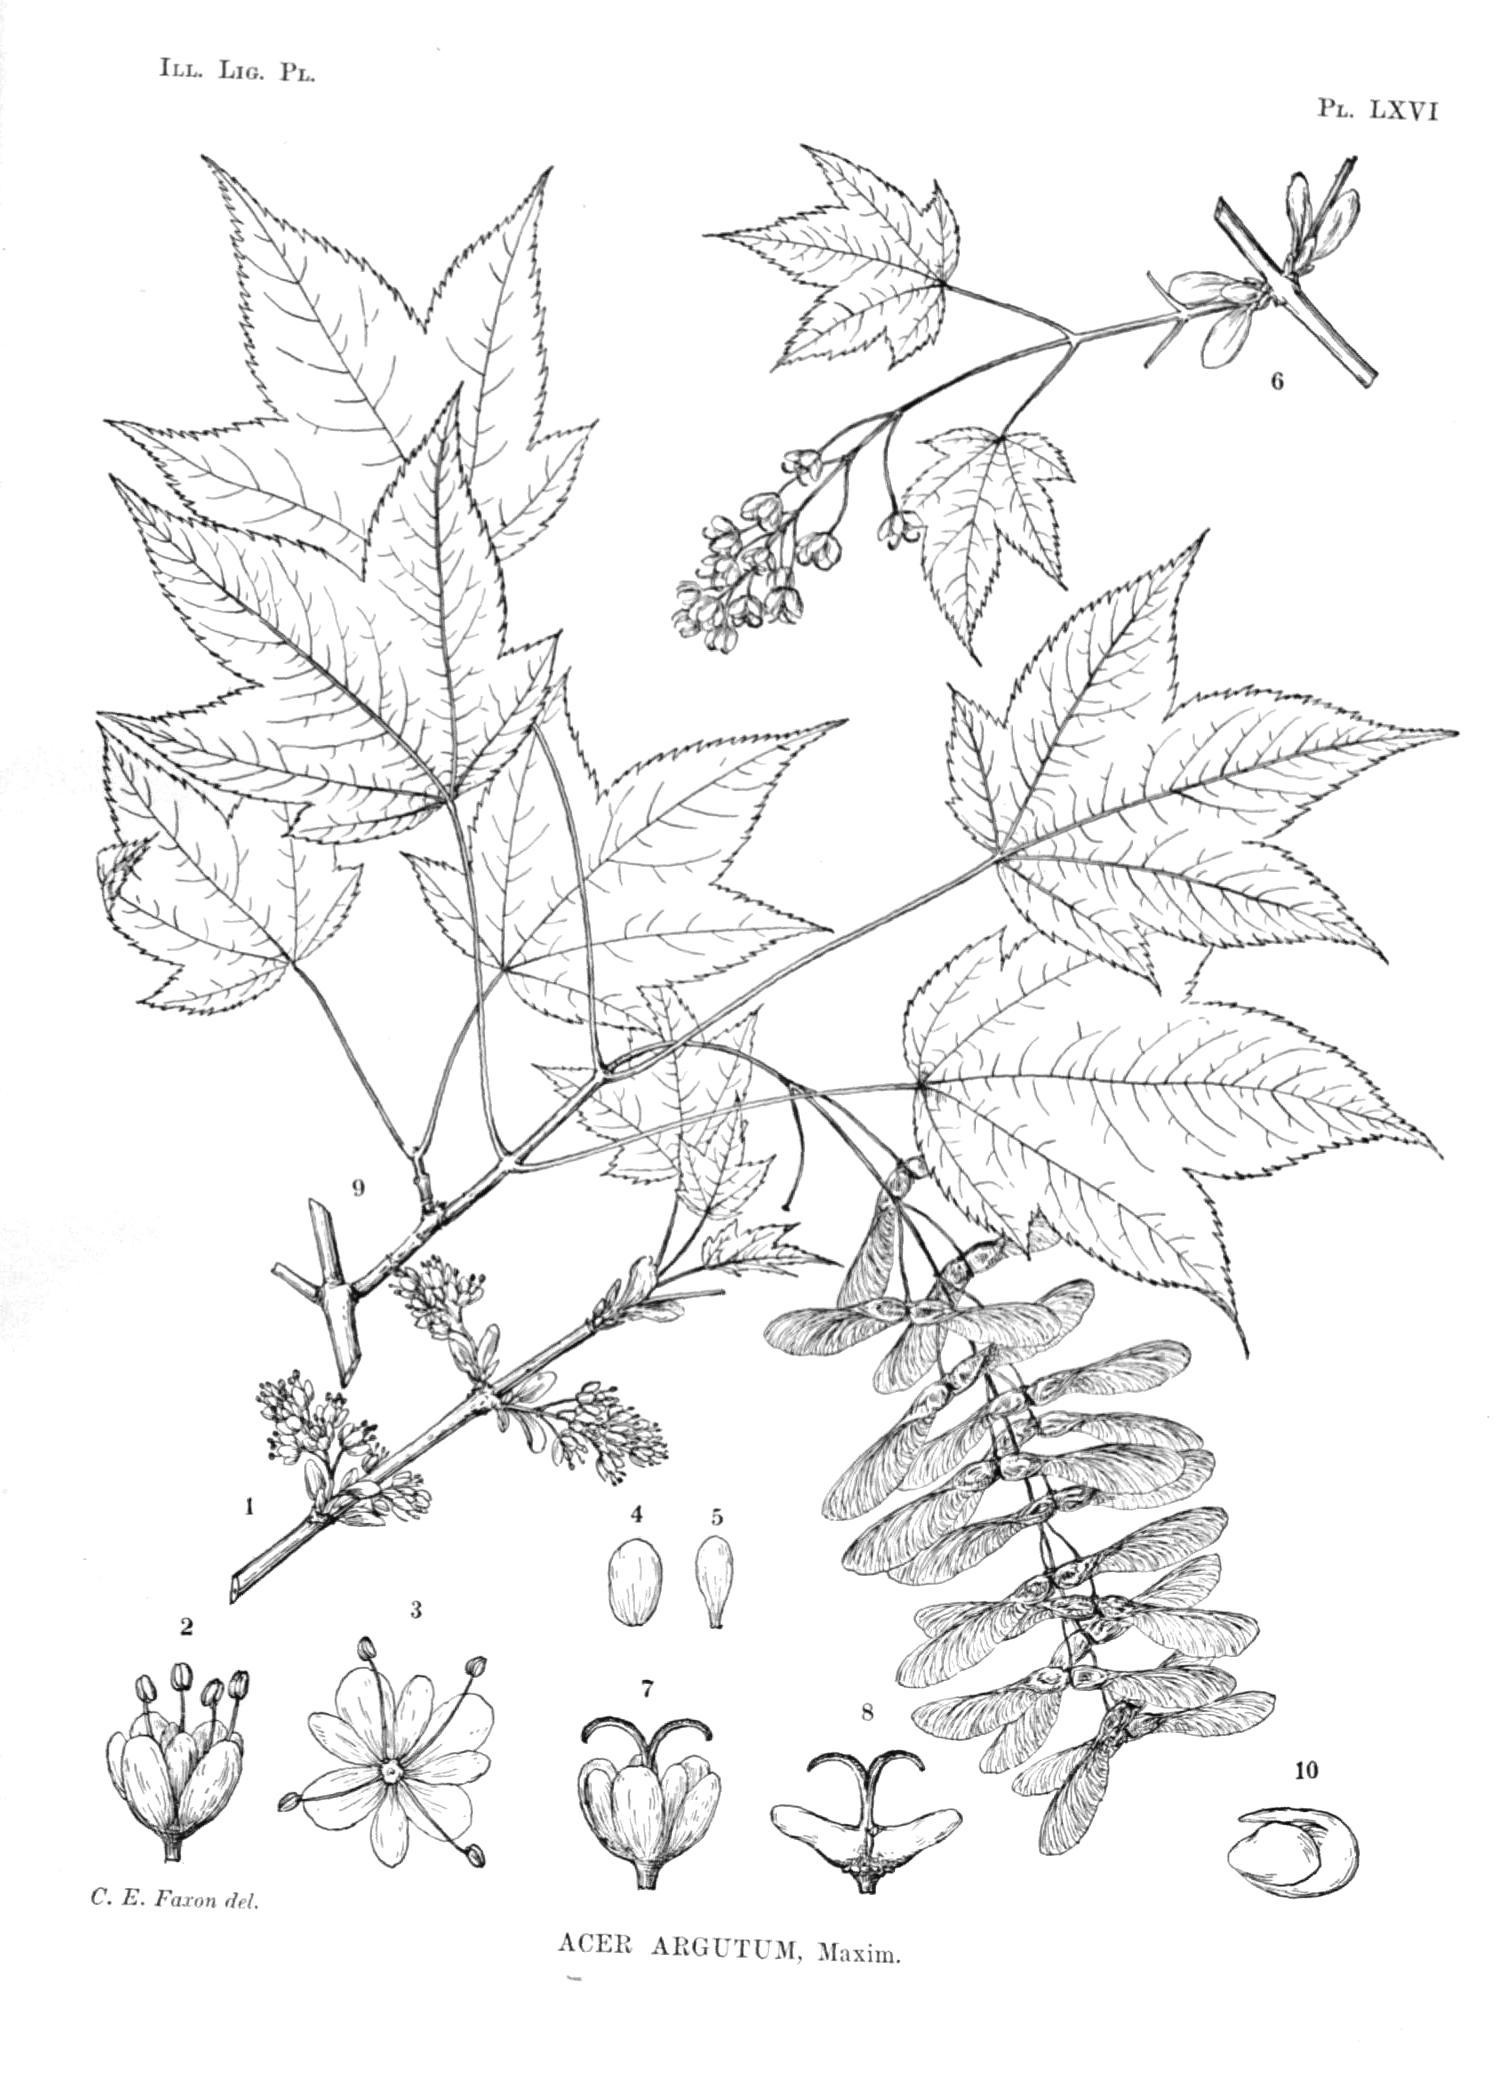 Ill. Lig. Pl.
Pl. LXVI
6
9
1
4 5
2 3
7 8
10
C. E. Faxon del.
ACER ARGUTUM, Maxim.